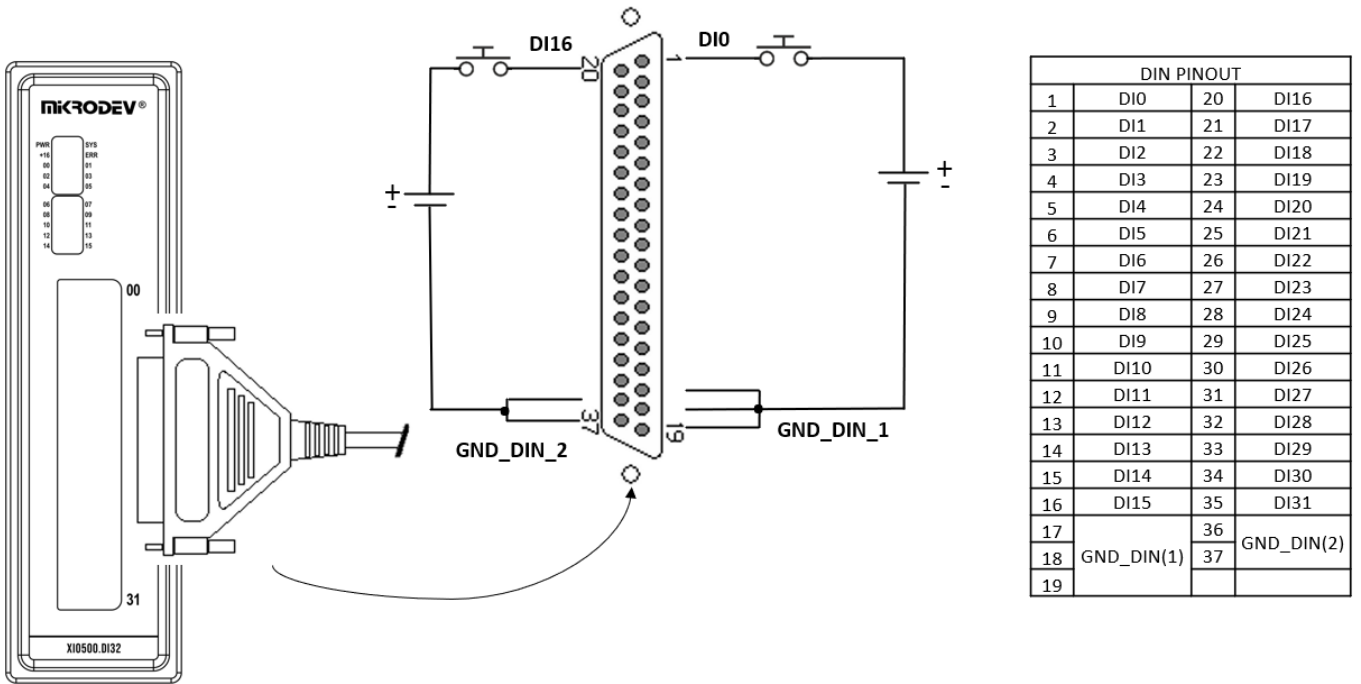 MiKRODEV®
PWR SYS
+16 ERR
00 01
02 03
04 05
06 07
08 09
10 11
12 13
14 15
00
31
XI0500.DI32
DI16
DI0
20
1
+
-
+
-
37
19
GND_DIN_2
GND_DIN_1
DIN PINOUT
1 DI0 20 DI16
2 DI1 21 DI17
3 DI2 22 DI18
4 DI3 23 DI19
5 DI4 24 DI20
6 DI5 25 DI21
7 DI6 26 DI22
8 DI7 27 DI23
9 DI8 28 DI24
10 DI9 29 DI25
11 DI10 30 DI26
12 DI11 31 DI27
13 DI12 32 DI28
14 DI13 33 DI29
15 DI14 34 DI30
16 DI15 35 DI31
17 36
GND_DIN(2)
18 GND_DIN(1) 37
19